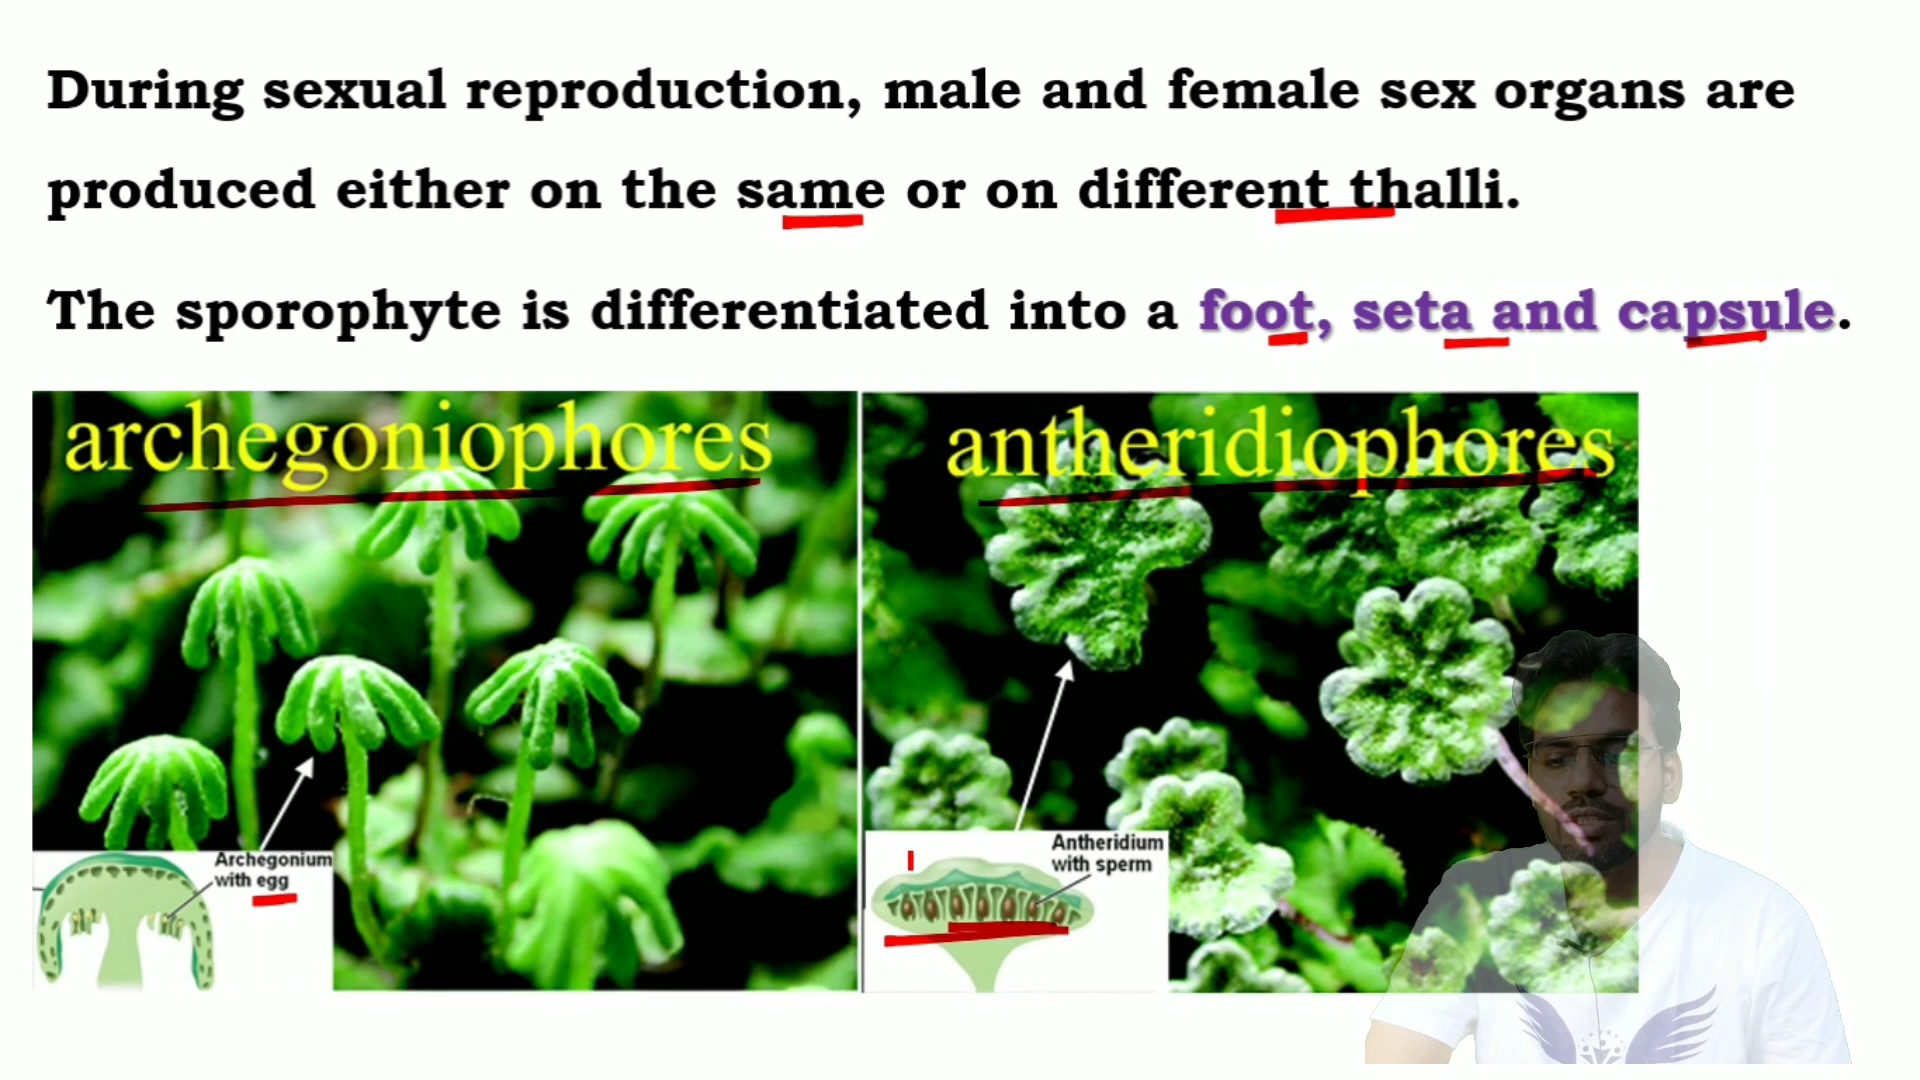 During sexual reproduction, male and female sex organs are
produced either on the same or on different thalli.
The sporophyte is differentiated into a foot, seta and capsule.
archegoniophores
antheridiophores
Archegonium
with egg
Antheridium
with sperm